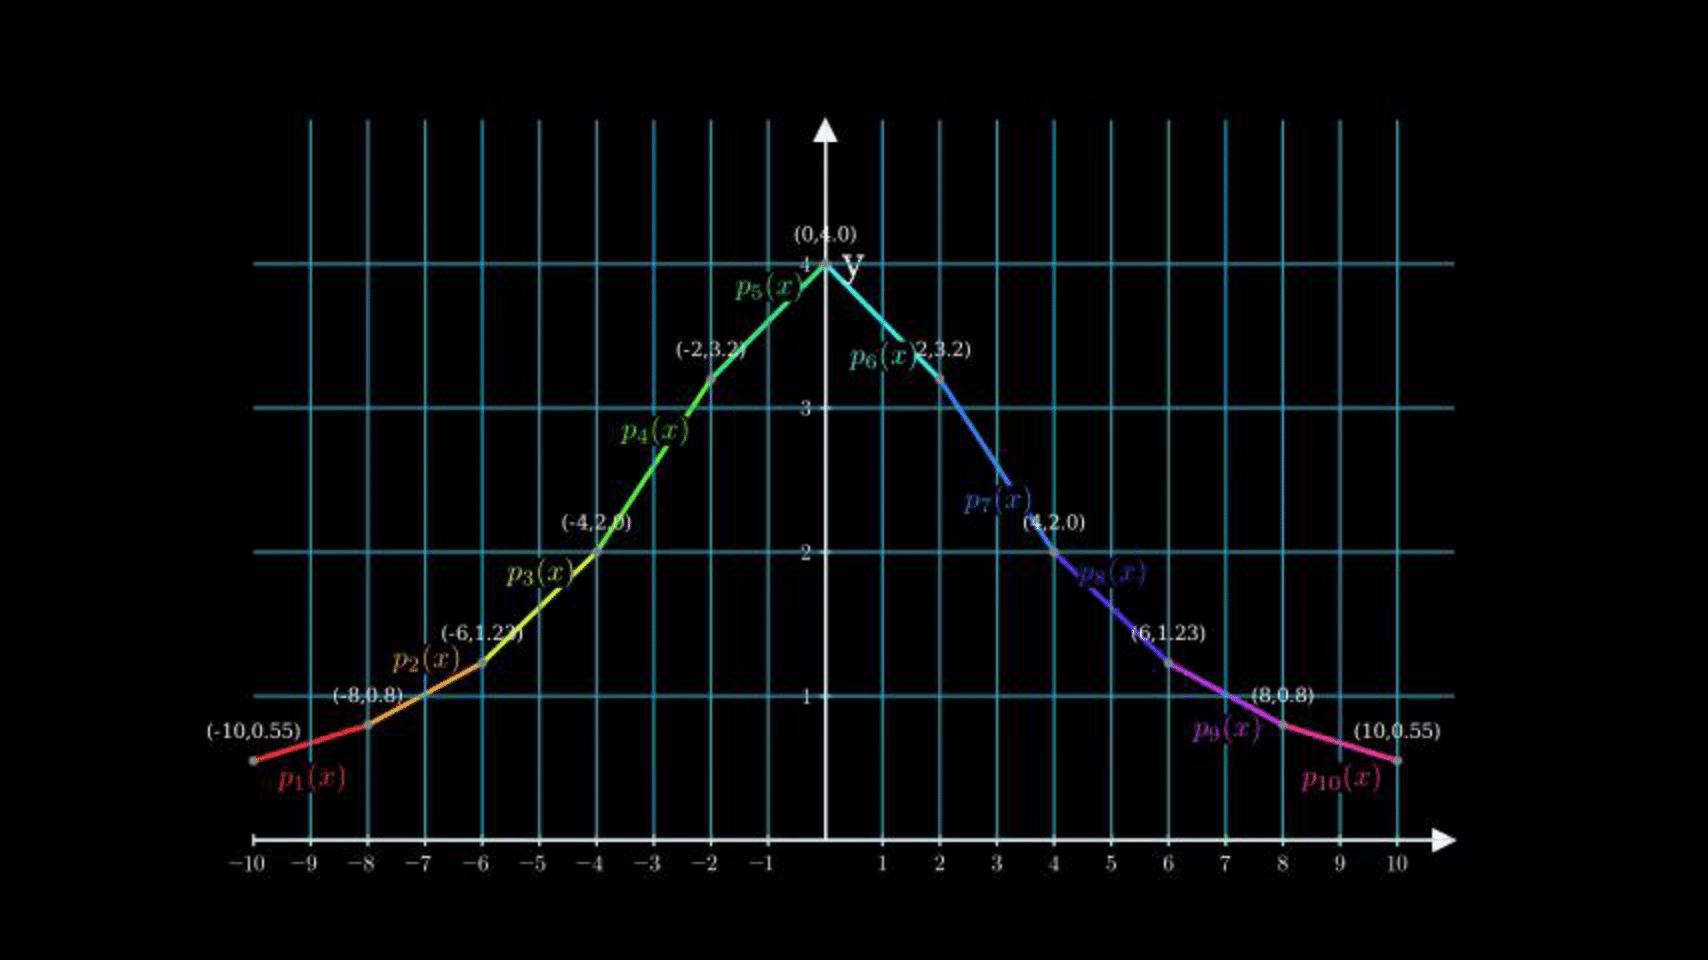 (0,4.0)
4
y
p5(x)
(-2,3.2)
p6(x)
2,3.2)
3
p4(x)
p7(x)
(-4,2.0)
(4,2.0)
2
p3(x)
p8(x)
(-6,1.23)
(6,1.23)
p2(x)
(-8,0.8)
1
(8,0.8)
(-10,0.55)
p9(x)
(10,0.55)
p1(x)
p10(x)
−10 −9 −8 −7 −6 −5 −4 −3 −2 −1 1 2 3 4 5 6 7 8 9 10